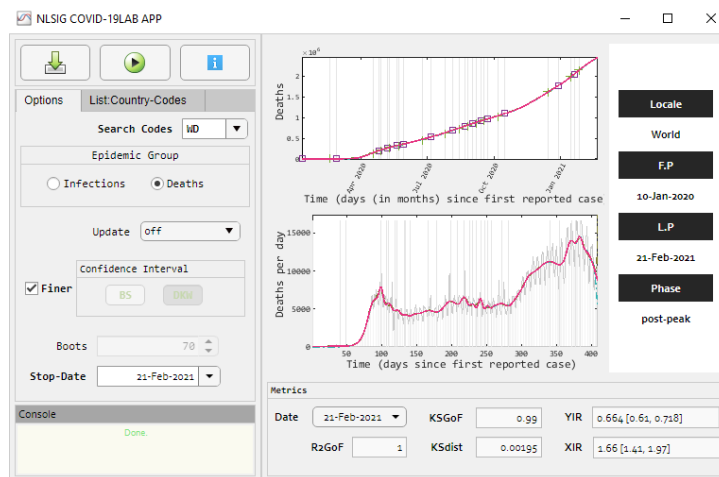 NLSIG COVID-19LAB APP
Options
List:Country-Codes
Search Codes WD
Epidemic Group
Infections
Deaths
Update off
Confidence Interval
Finer
BS
DKW
Boots 70
Stop-Date 21-Feb-2021
Console
Done.
2 × 10⁶
Deaths
1.5
1
0.5
0
Apr 2020
Jul 2020
Oct 2020
Jan 2021
Time (days (in months) since first reported case
Deaths per day
15000
10000
5000
0
50 100 150 200 250 300 350 400
Time (days since first reported case)
Locale
World
F.P
10-Jan-2020
L.P
21-Feb-2021
Phase
post-peak
Metrics
Date 21-Feb-2021 KSGoF 0.99 YIR 0.664 [0.61, 0.718]
R2GoF 1 KSdist 0.00195 XIR 1.66 [1.41, 1.97]